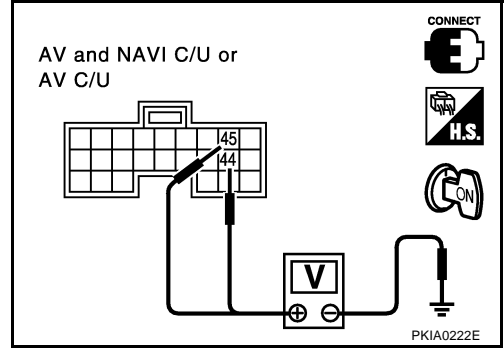 CONNECT
AV and NAVI C/U or
AV C/U
45
44
H.S.
ON
V
+ −
PKIA0222E